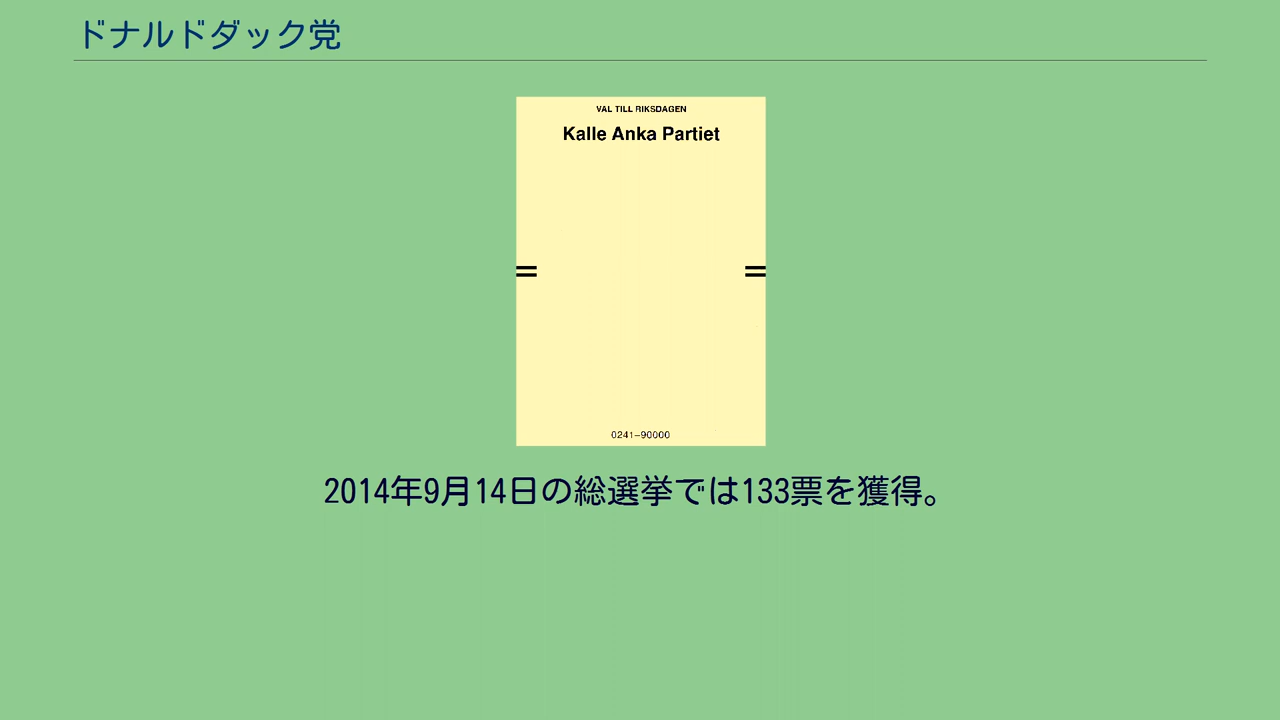 ドナルドダック党
VAL TILL RIKSDAGEN
Kalle Anka Partiet
0241–90000
2014年9月14日の総選挙では133票を獲得。